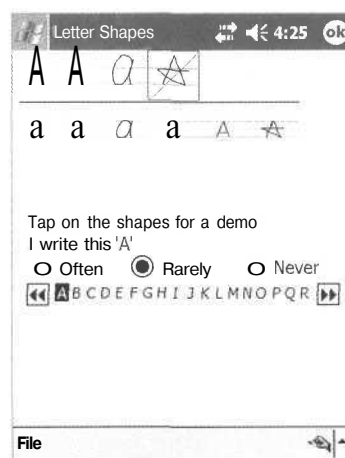 Letter Shapes 4:25 ok
A A a A
a a a a A A
Tap on the shapes for a demo
I write this 'A'
Often Rarely Never
A B C D E F G H I J K L M N O P Q R
File